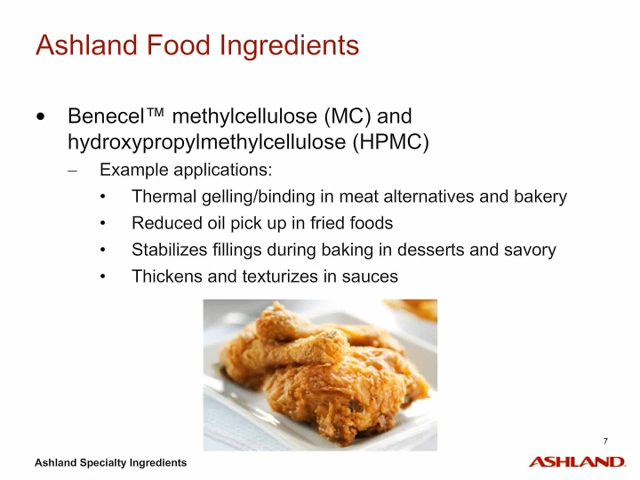 Ashland Food Ingredients
• Benecel™ methylcellulose (MC) and
hydroxypropylmethylcellulose (HPMC)
– Example applications:
• Thermal gelling/binding in meat alternatives and bakery
• Reduced oil pick up in fried foods
• Stabilizes fillings during baking in desserts and savory
• Thickens and texturizes in sauces
7
Ashland Specialty Ingredients
ASHLAND